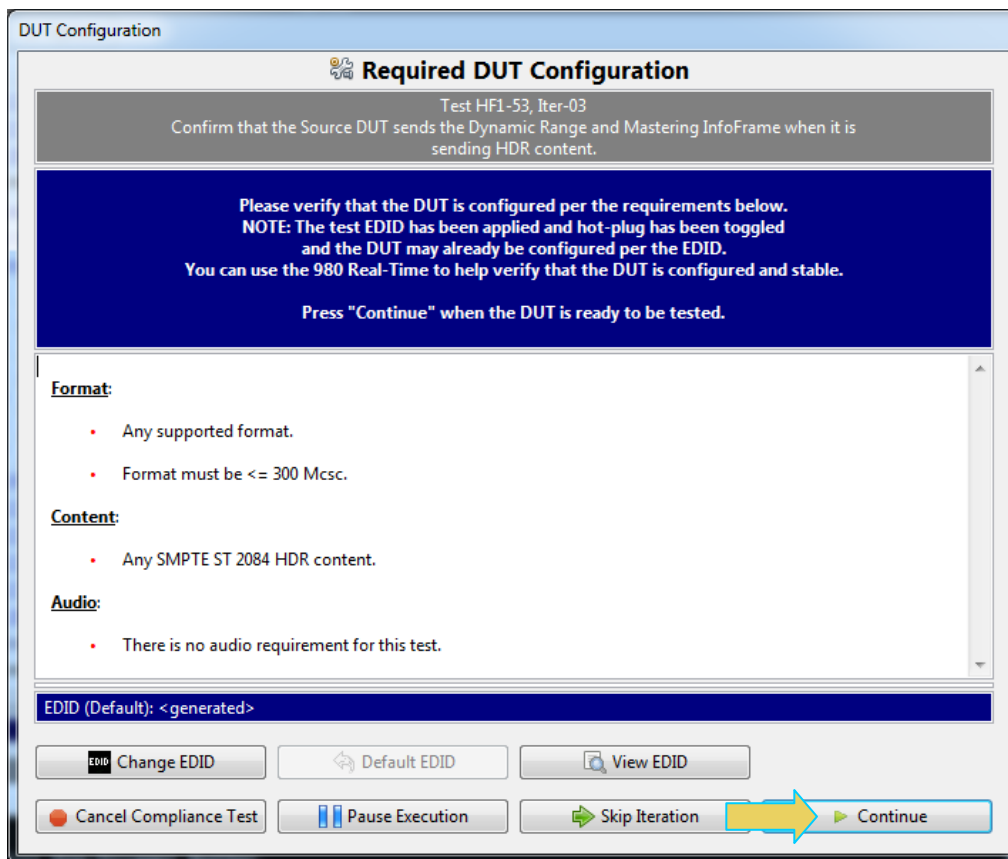 DUT Configuration
Required DUT Configuration
Test HF1-53, Iter-03
Confirm that the Source DUT sends the Dynamic Range and Mastering InfoFrame when it is
sending HDR content.
Please verify that the DUT is configured per the requirements below.
NOTE: The test EDID has been applied and hot-plug has been toggled
and the DUT may already be configured per the EDID.
You can use the 980 Real-Time to help verify that the DUT is configured and stable.
Press "Continue" when the DUT is ready to be tested.
Format:
• Any supported format.
• Format must be <= 300 Mcsc.
Content:
• Any SMPTE ST 2084 HDR content.
Audio:
• There is no audio requirement for this test.
EDID (Default): <generated>
EDID Change EDID
Default EDID
View EDID
Cancel Compliance Test
Pause Execution
Skip Iteration
Continue